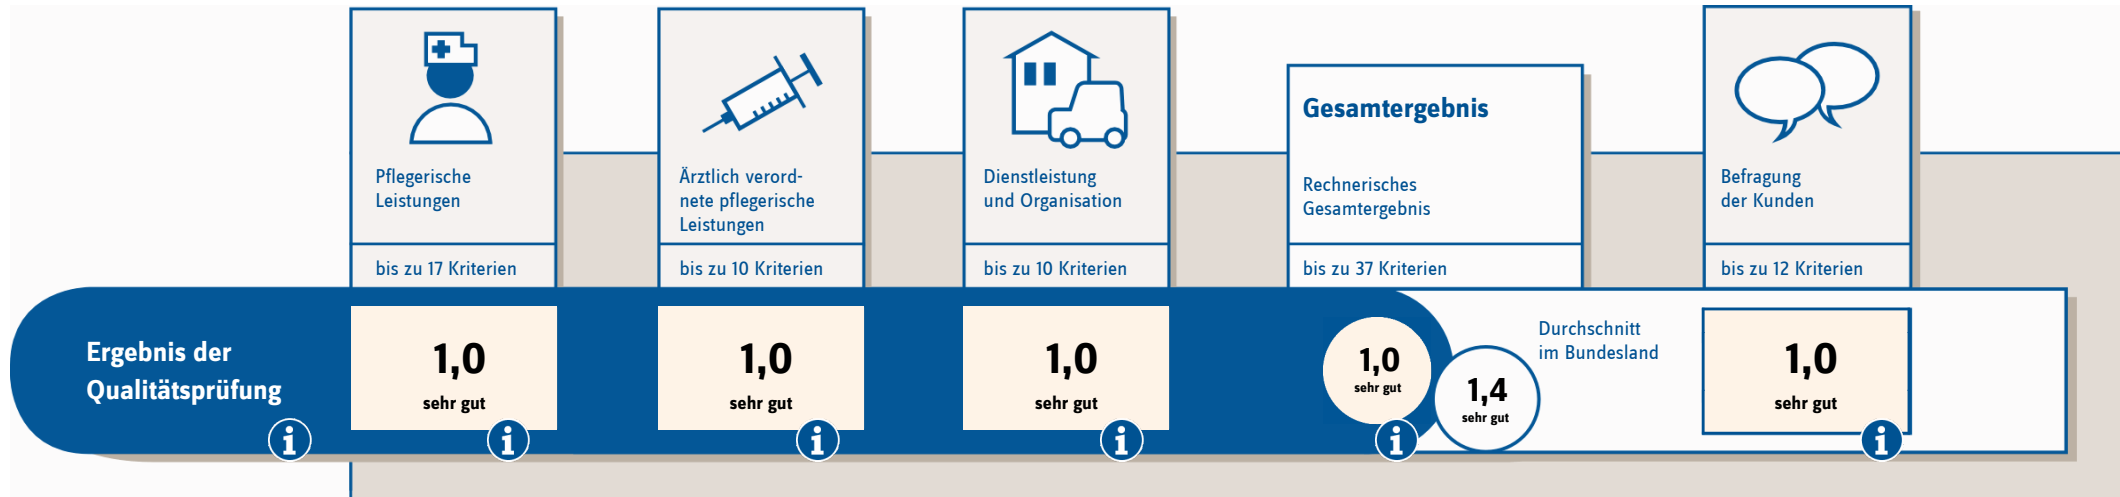 Pflegerische
Leistungen
bis zu 17 Kriterien
Ärztlich verord-
nete pflegerische
Leistungen
bis zu 10 Kriterien
Dienstleistung
und Organisation
bis zu 10 Kriterien
Gesamtergebnis
Rechnerisches
Gesamtergebnis
bis zu 37 Kriterien
Befragung
der Kunden
bis zu 12 Kriterien
Ergebnis der
Qualitätsprüfung
i
1,0
sehr gut
i
1,0
sehr gut
i
1,0
sehr gut
i
1,0
sehr gut
i
1,4
sehr gut
Durchschnitt
im Bundesland
1,0
sehr gut
i